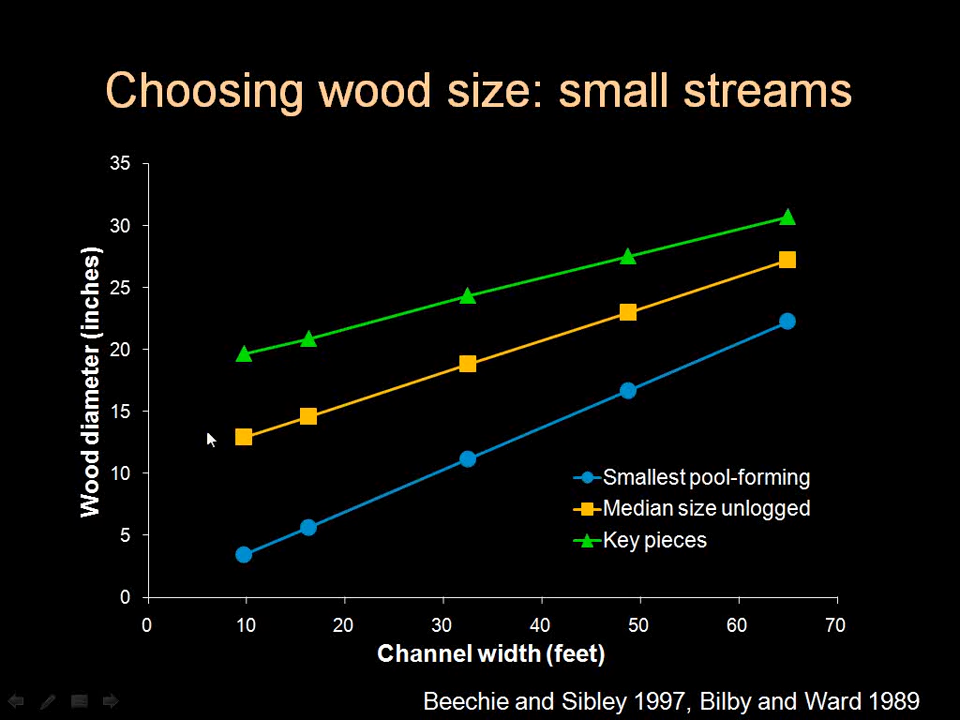 Choosing wood size: small streams
35
30
25
20
15
10
5
0
Wood diameter (inches)
Smallest pool-forming
Median size unlogged
Key pieces
0 10 20 30 40 50 60 70
Channel width (feet)
Beechie and Sibley 1997, Bilby and Ward 1989